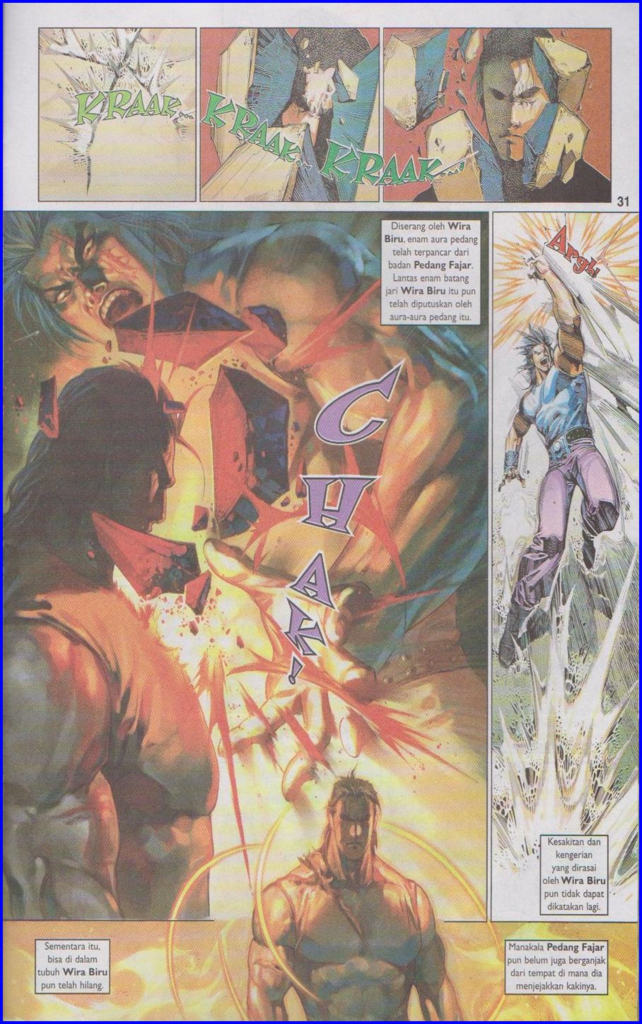 KRAAK...
KRAAK...
KRAAK...
31
Diserang oleh Wira
Biru, enam aura pedang
telah terpancar dari
badan Pedang Fajar.
Lantas enam batang
jari Wira Biru itu pun
telah diputuskan oleh
aura-aura pedang itu.
Argh!
CHAK!
Kesakitan dan
kengerian
yang dirasai
oleh Wira Biru
pun tidak dapat
dikatakan lagi.
Sementara itu,
bisa di dalam
tubuh Wira Biru
pun telah hilang.
Manakala Pedang Fajar
pun belum juga berganjak
dari tempat di mana dia
menjejakkan kakinya.